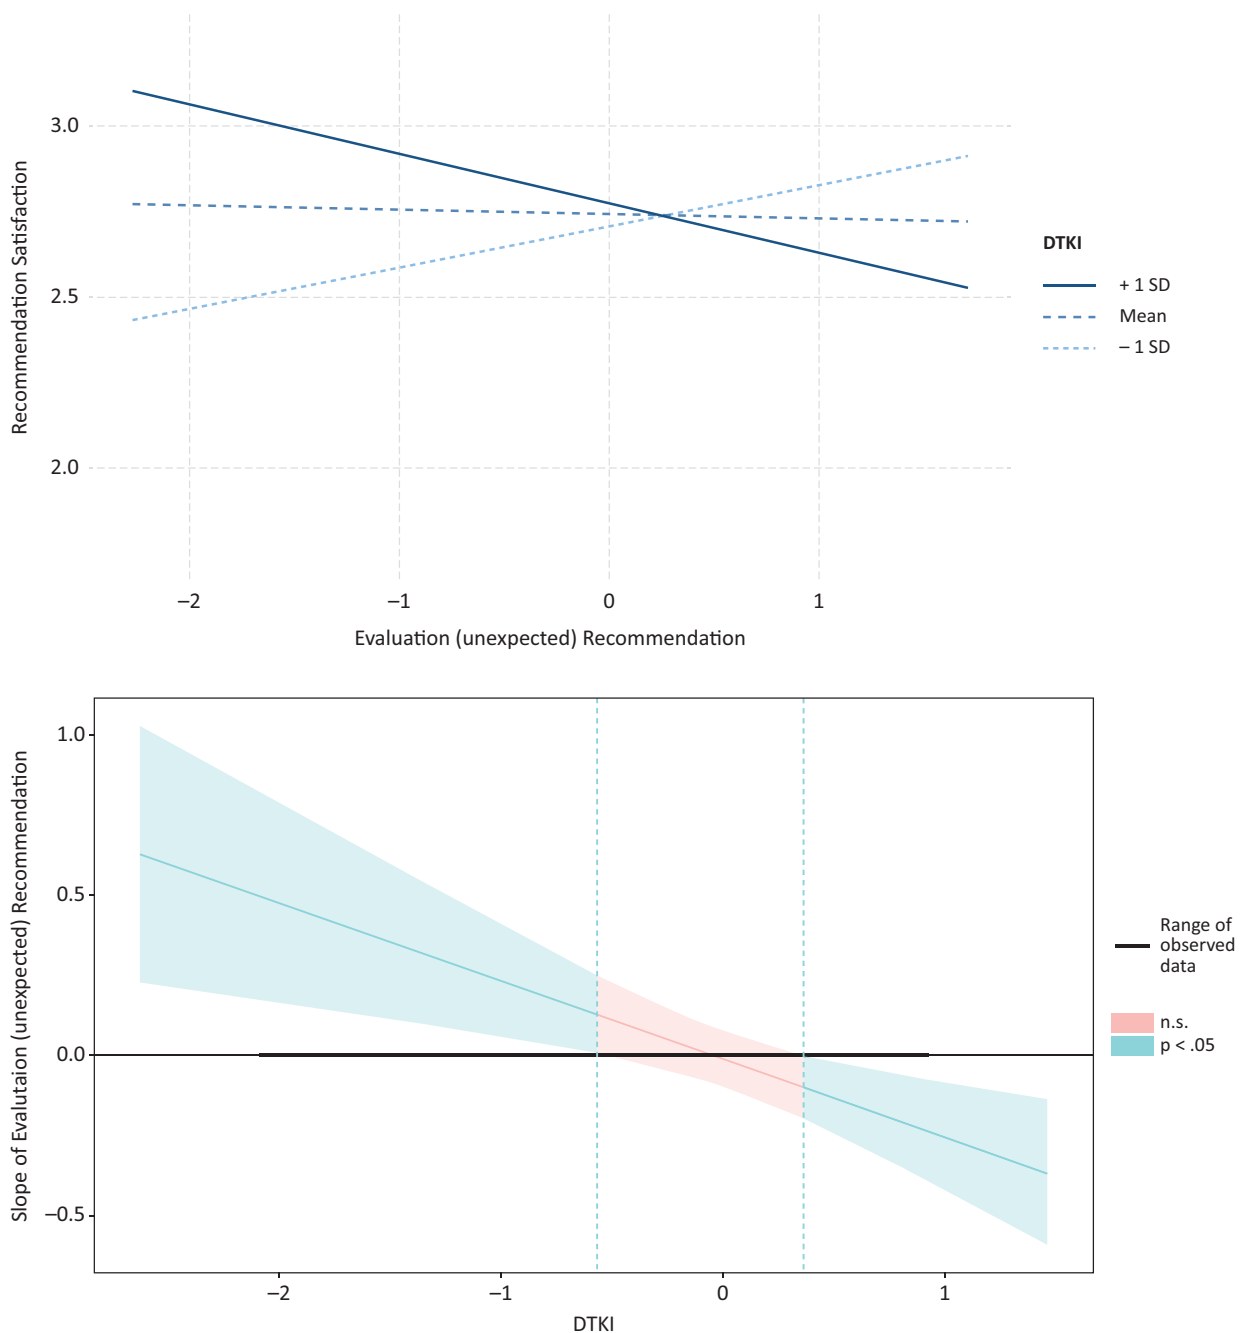 3.0
2.5
2.0
Recommendation Satisfaction
–2
–1
0
1
Evaluation (unexpected) Recommendation
DTKI
+ 1 SD
Mean
– 1 SD
1.0
0.5
0.0
–0.5
Slope of Evalutaion (unexpected) Recommendation
–2
–1
0
1
DTKI
Range of
observed
data
n.s.
p < .05